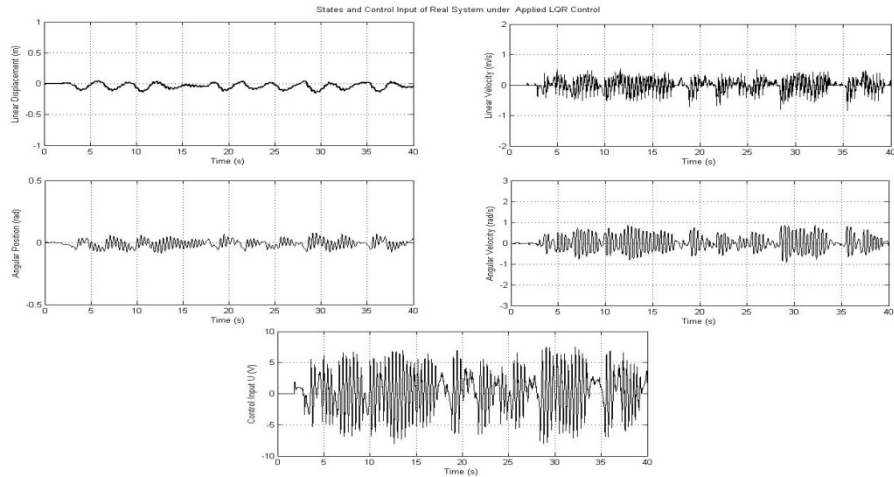 States and Control Input of Real System under Applied LQR Control
Linear Displacement (m)
1
0.5
0
-0.5
-1
0 5 10 15 20 25 30 35 40
Time (s)
Linear Velocity (m/s)
2
1
0
-1
-2
0 5 10 15 20 25 30 35 40
Time (s)
Angular Position (rad)
0.5
0
-0.5
0 5 10 15 20 25 30 35 40
Time (s)
Angular Velocity (rad/s)
3
2
1
0
-1
-2
-3
0 5 10 15 20 25 30 35 40
Time (s)
Control Input U (V)
10
5
0
-5
-10
0 5 10 15 20 25 30 35 40
Time (s)